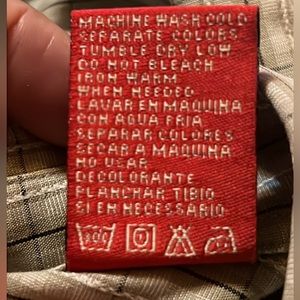 MACHINE WASH COLD
SEPARATE COLORS
TUMBLE DRY LOW
DO NOT BLEACH
IRON WARM
WHEN NEEDED
LAVAR EN MAQUINA
CON AGUA FRIA
SEPARAR COLORES
SECAR A MAQUINA
NO USAR
DECOLORANTE
PLANCHAR TIBIO
SI EN NECESSARIO